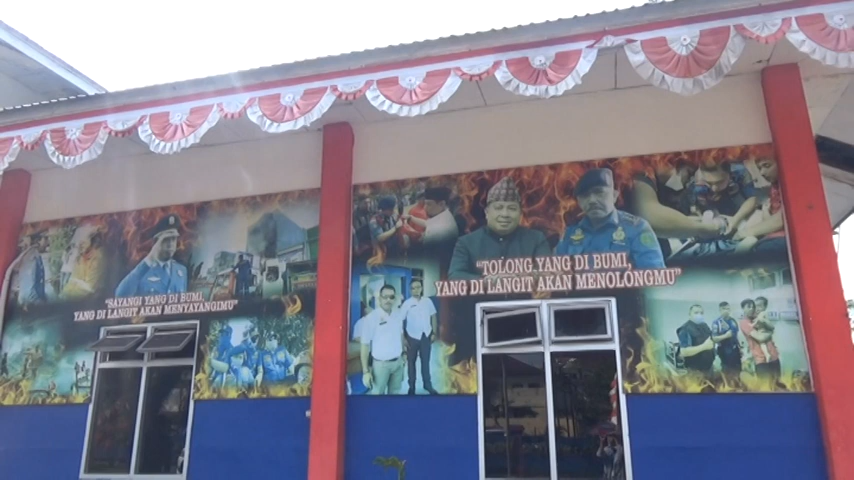 "SAYANGI YANG DI BUMI,
YANG DI LANGIT AKAN MENYAYANGIMU"
"TOLONG YANG DI BUMI,
YANG DI LANGIT AKAN MENOLONGMU"